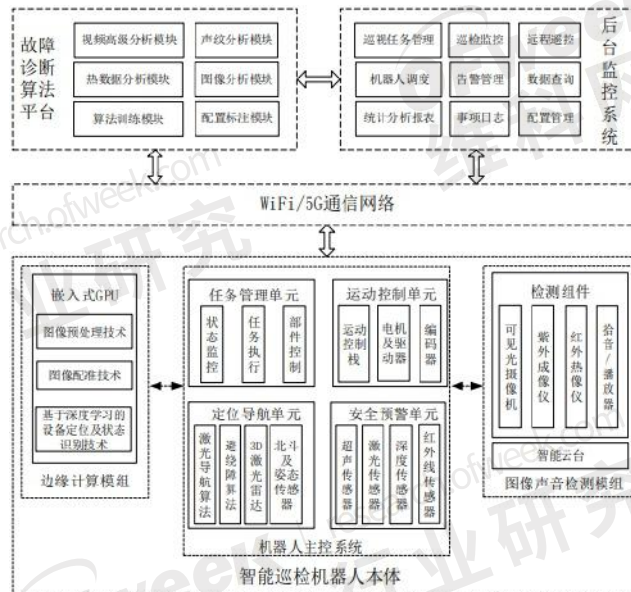 故障
诊断
算法
平台
视频高级分析模块
声纹分析模块
热数据分析模块
图像分析模块
算法训练模块
配置标注模块
巡视任务管理
巡检监控
远程遥控
机器人调度
告警管理
数据查询
统计分析报表
事项日志
配置管理
后台监控系统
WiFi/5G通信网络
嵌入式GPU
图像预处理技术
图像配准技术
基于深度学习的
设备定位及状态
识别技术
边缘计算模组
任务管理单元
状态监控
任务执行
部件控制
运动控制单元
运动控制栈
电机及驱动器
编码器
定位导航单元
激光导航算法
避绕障算法
3D激光雷达
北斗及姿态传感器
安全预警单元
超声传感器
激光传感器
深度传感器
红外线传感器
机器人主控系统
检测组件
可见光摄像机
紫外成像仪
红外热像仪
拾音/播放器
智能云台
图像声音检测模组
智能巡检机器人本体